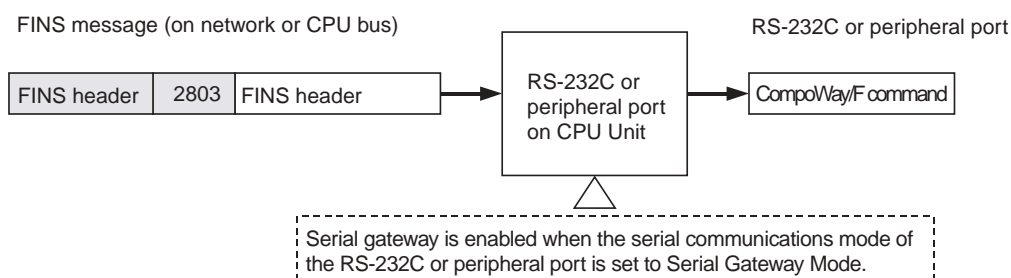 FINS message (on network or CPU bus)
RS-232C or peripheral port
FINS header 2803 FINS header
RS-232C or
peripheral port
on CPU Unit
CompoWay/F command
Serial gateway is enabled when the serial communications mode of
the RS-232C or peripheral port is set to Serial Gateway Mode.